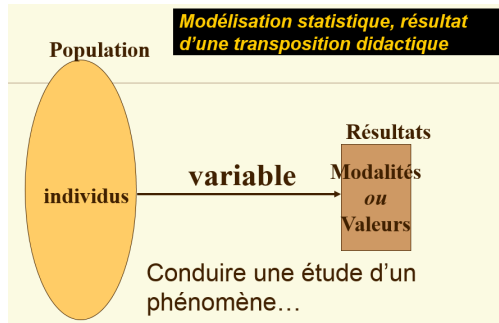 Modélisation statistique, résultat
d'une transposition didactique
Population
Résultats
variable
individus
Modalités
ou
Valeurs
Conduire une étude d'un
phénomène…